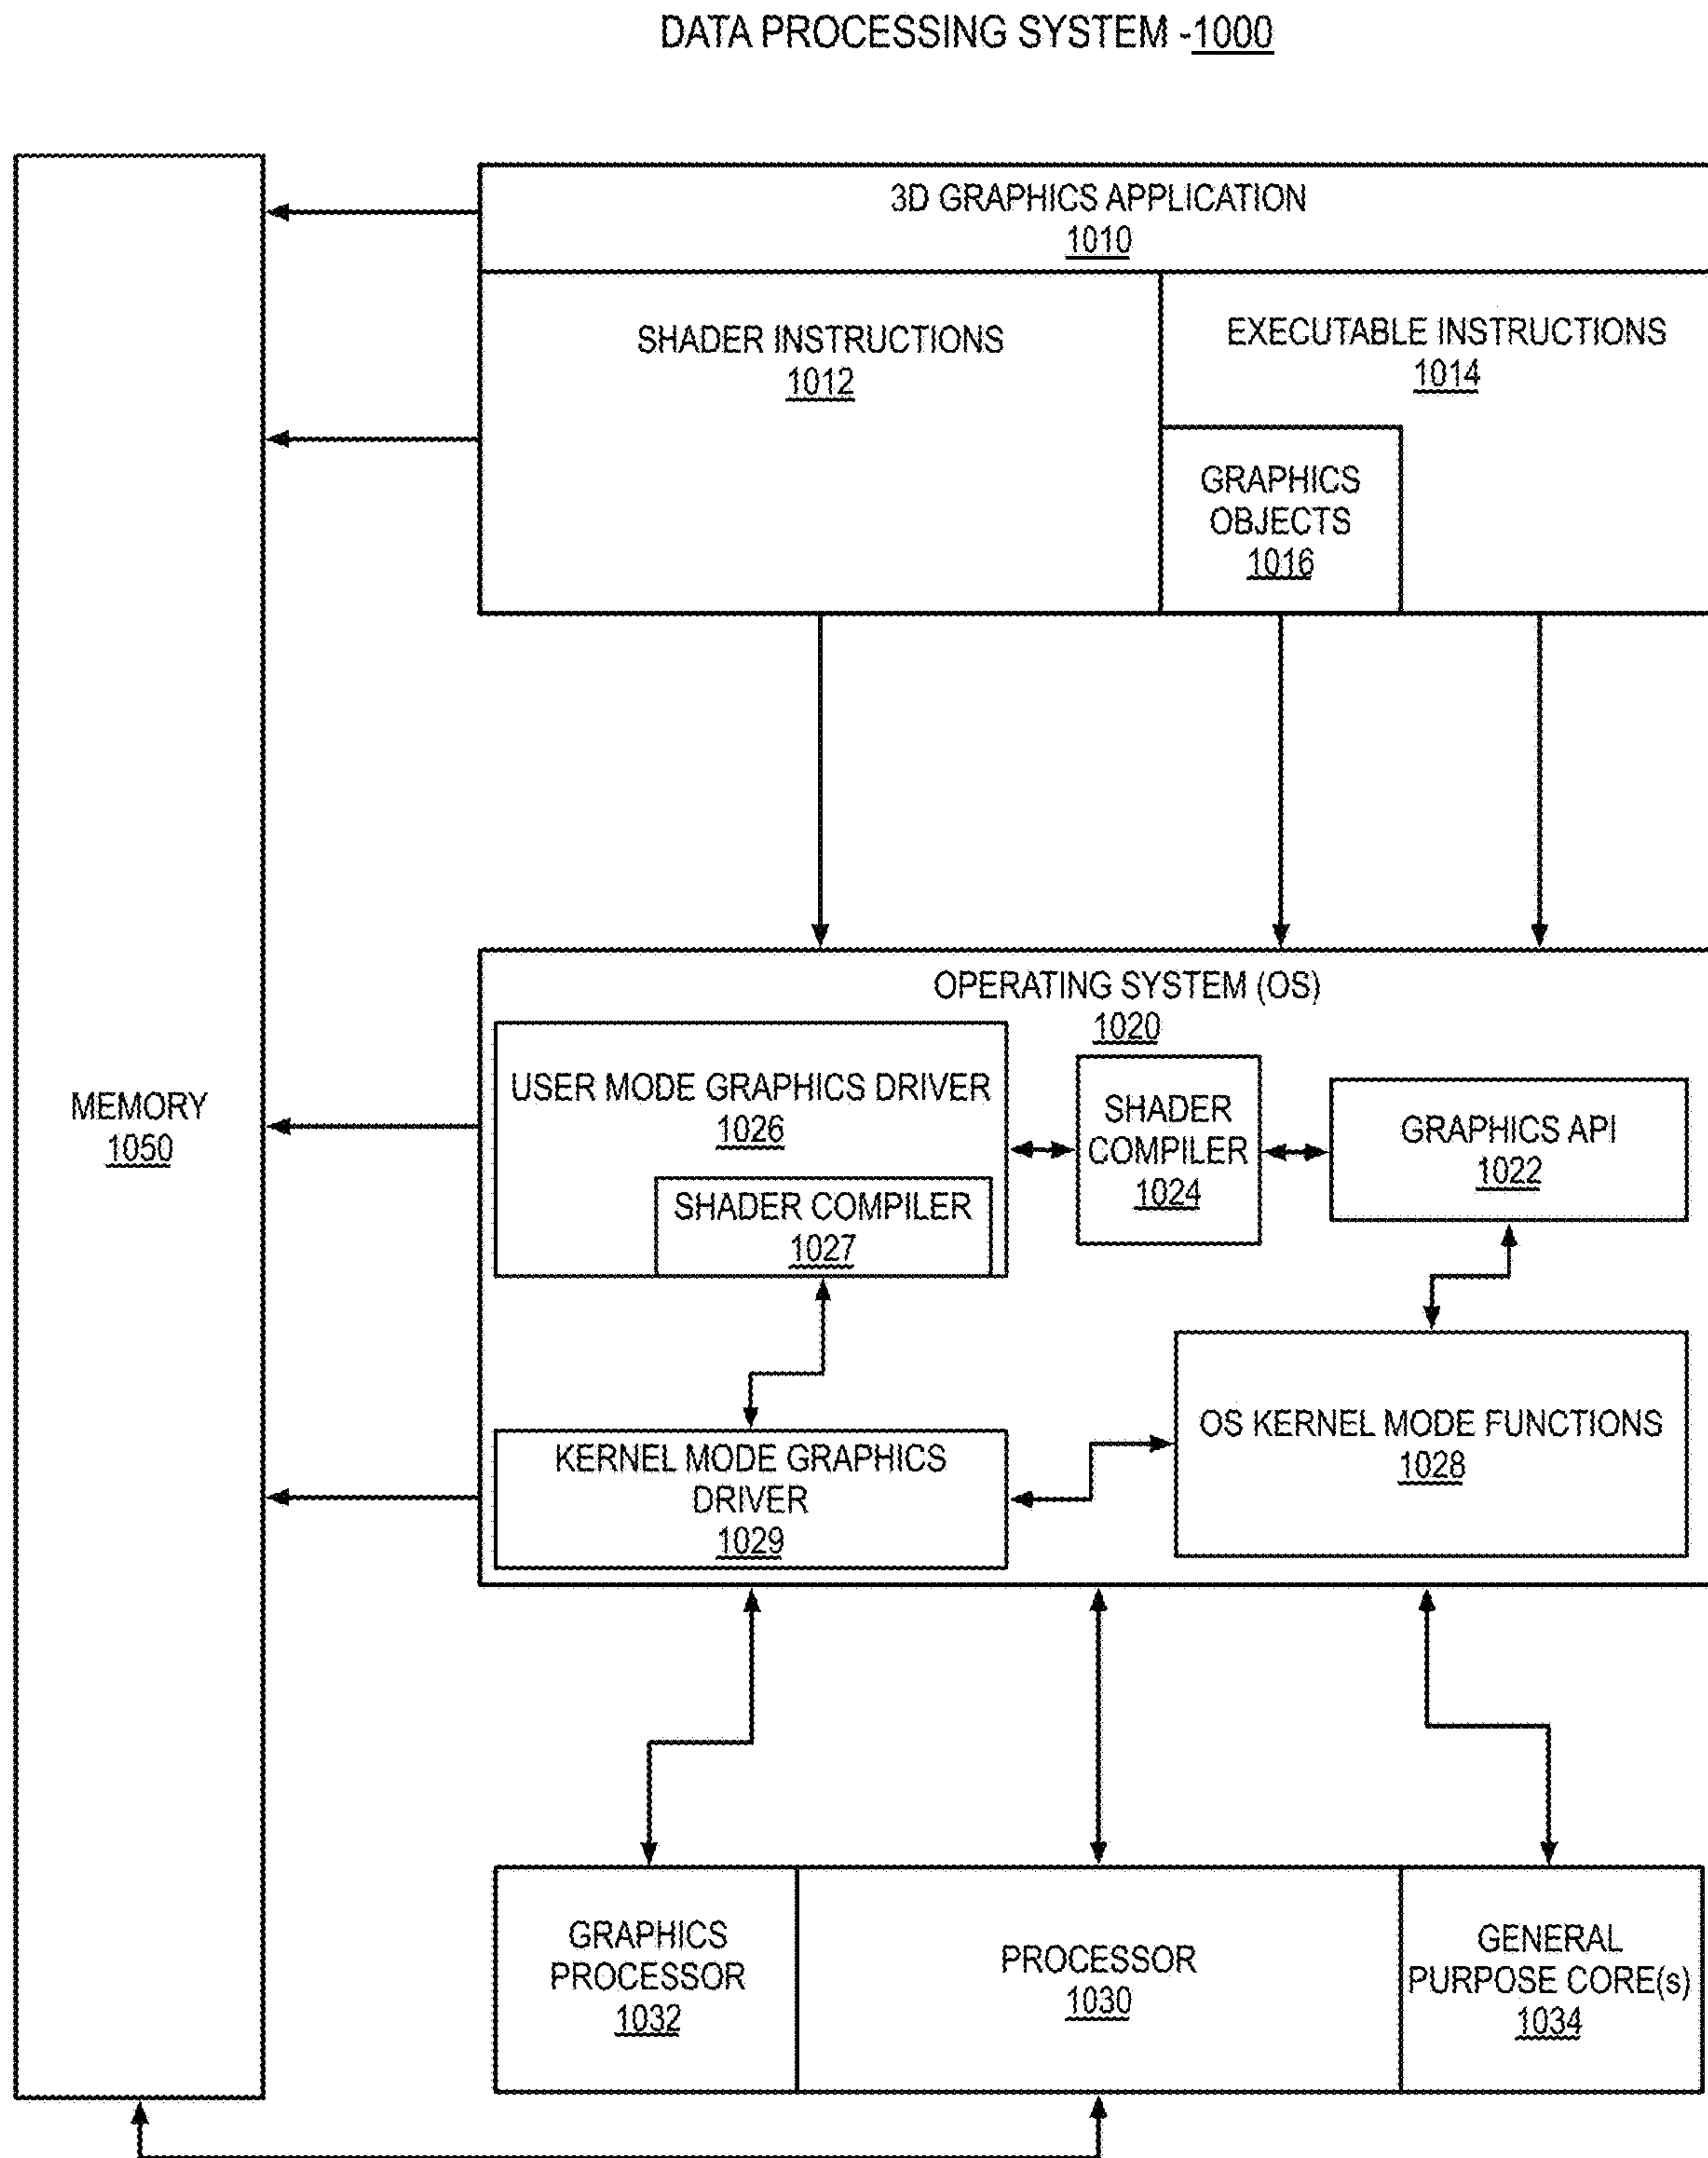 DATA PROCESSING SYSTEM -1000
3D GRAPHICS APPLICATION
1010
SHADER INSTRUCTIONS
1012
EXECUTABLE INSTRUCTIONS
1014
GRAPHICS
OBJECTS
1016
MEMORY
1050
OPERATING SYSTEM (OS)
1020
USER MODE GRAPHICS DRIVER
1026
SHADER COMPILER
1027
SHADER
COMPILER
1024
GRAPHICS API
1022
KERNEL MODE GRAPHICS
DRIVER
1029
OS KERNEL MODE FUNCTIONS
1028
GRAPHICS
PROCESSOR
1032
PROCESSOR
1030
GENERAL
PURPOSE CORE(s)
1034